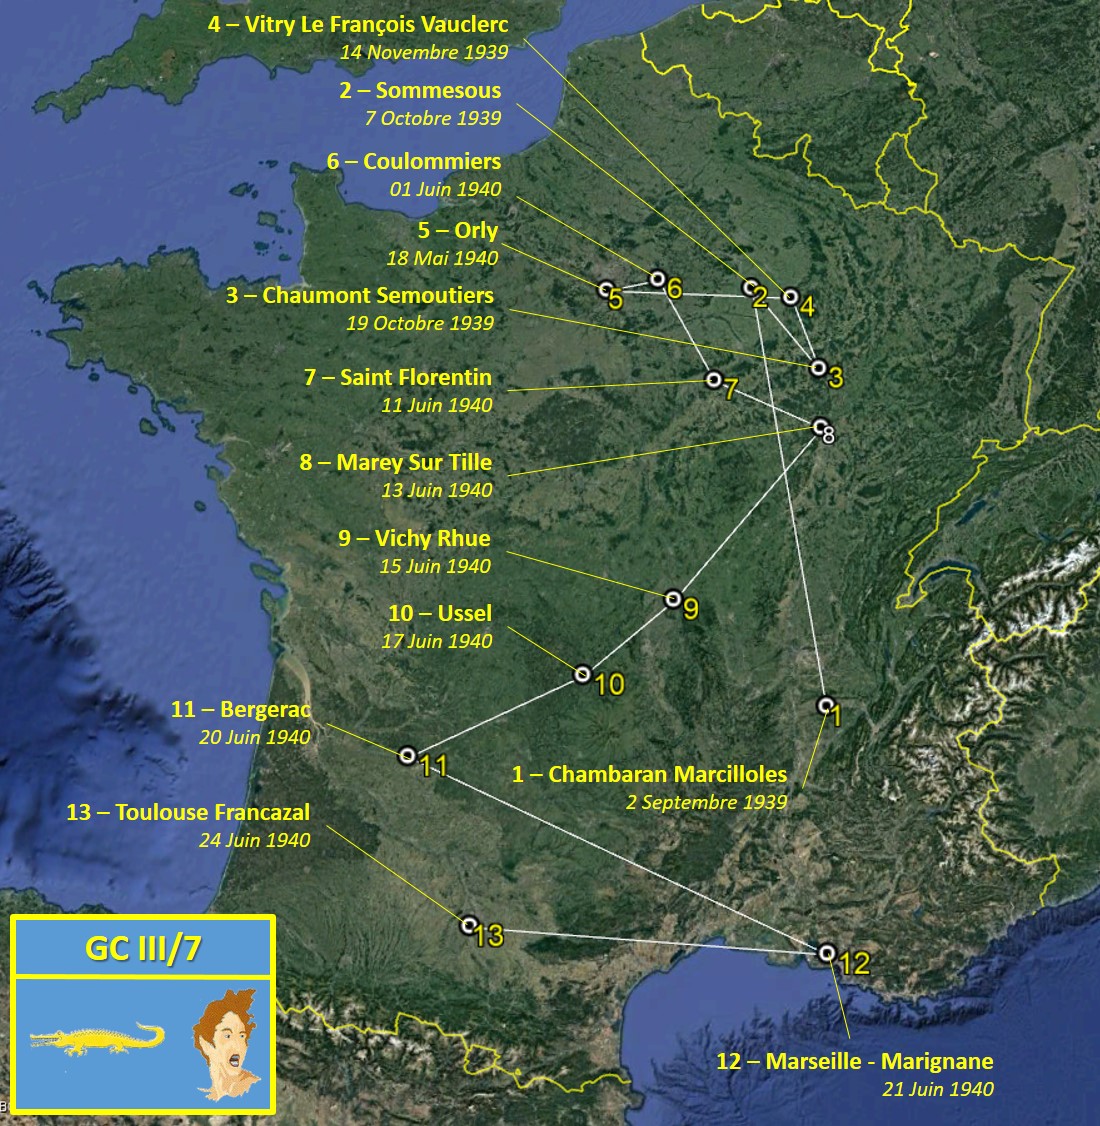 4 – Vitry Le François Vauclerc
14 Novembre 1939
2 – Sommesous
7 Octobre 1939
6 – Coulommiers
01 Juin 1940
5 – Orly
18 Mai 1940
3 – Chaumont Semoutiers
19 Octobre 1939
7 – Saint Florentin
11 Juin 1940
8 – Marey Sur Tille
13 Juin 1940
9 – Vichy Rhue
15 Juin 1940
10 – Ussel
17 Juin 1940
11 – Bergerac
20 Juin 1940
1 – Chambaran Marcilloles
2 Septembre 1939
13 – Toulouse Francazal
24 Juin 1940
12 – Marseille - Marignane
21 Juin 1940
5
6
2
4
3
7
8
9
10
1
11
13
12
GC III/7